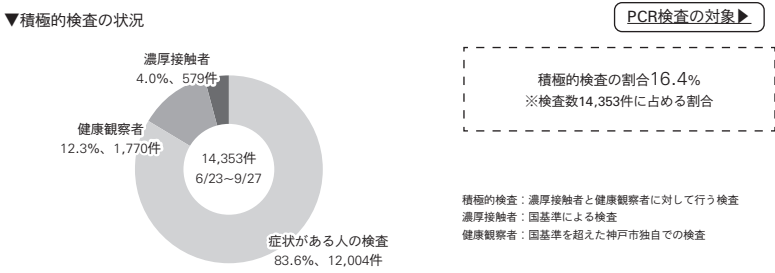 ▼積極的検査の状況
PCR検査の対象▶
濃厚接触者
4.0%、579件
健康観察者
12.3%、1,770件
14,353件
6/23~9/27
症状がある人の検査
83.6%、12,004件
積極的検査の割合16.4%
※検査数14,353件に占める割合
積極的検査：濃厚接触者と健康観察者に対して行う検査
濃厚接触者：国基準による検査
健康観察者：国基準を超えた神戸市独自での検査